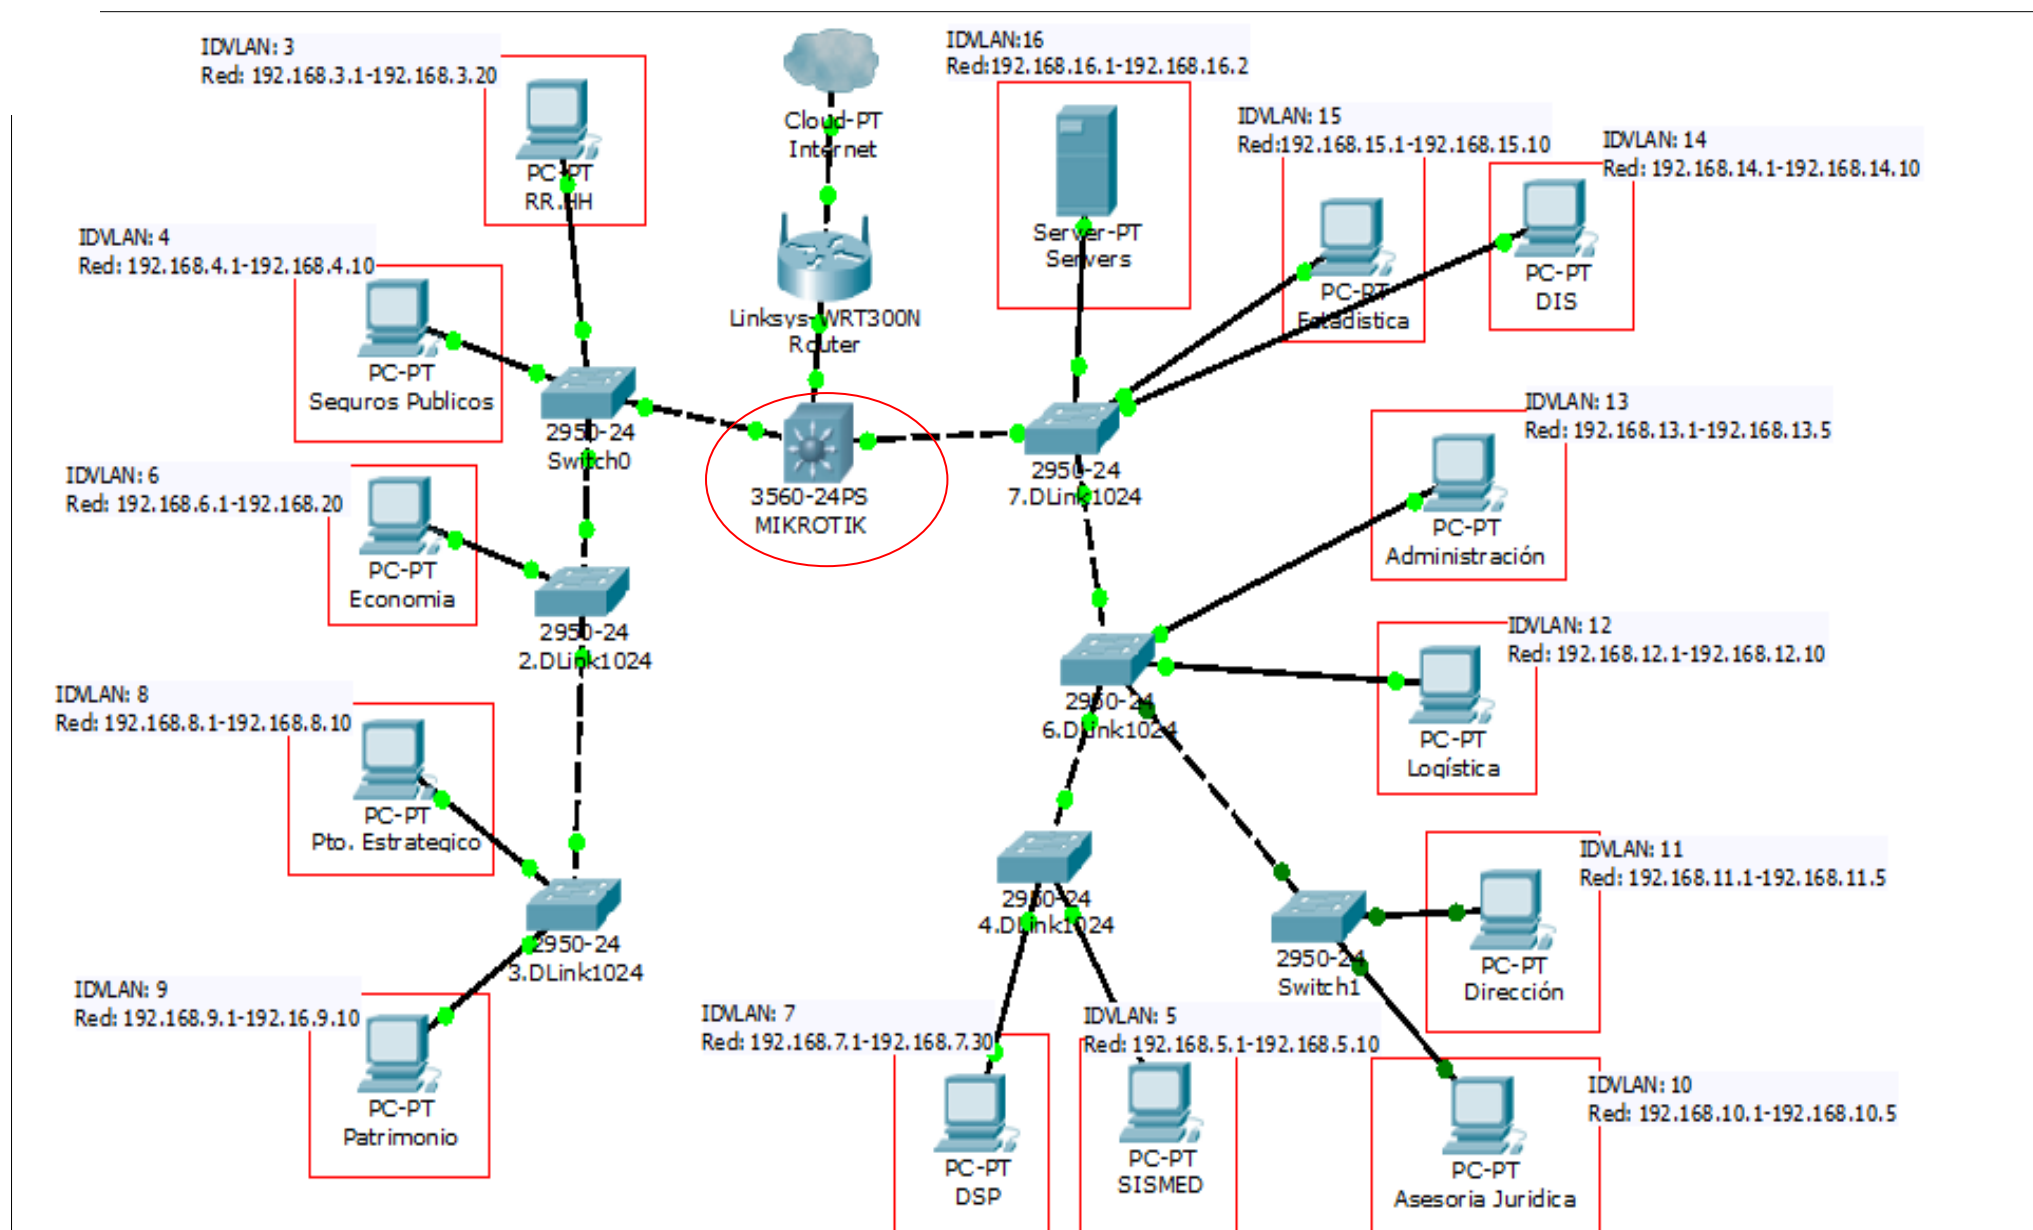 IDVLAN: 3
Red: 192.168.3.1-192.168.3.20
PC-PT
RR.HH
Cloud-PT
Internet
Linksys-WRT300N
Router
IDVLAN:16
Red:192.168.16.1-192.168.16.2
Server-PT
Servers
IDVLAN: 15
Red:192.168.15.1-192.168.15.10
PC-PT
Estadistica
IDVLAN: 14
Red: 192.168.14.1-192.168.14.10
PC-PT
DIS
IDVLAN: 4
Red: 192.168.4.1-192.168.4.10
PC-PT
Seguros Publicos
2950-24
Switch0
3560-24PS
MIKROTIK
2950-24
7.DLink1024
IDVLAN: 13
Red: 192.168.13.1-192.168.13.5
PC-PT
Administración
IDVLAN: 6
Red: 192.168.6.1-192.168.20
PC-PT
Economia
2950-24
2.DLink1024
2950-24
6.DLink1024
IDVLAN: 12
Red: 192.168.12.1-192.168.12.10
PC-PT
Logística
IDVLAN: 8
Red: 192.168.8.1-192.168.8.10
PC-PT
Pto. Estrategico
2950-24
3.DLink1024
2950-24
4.DLink1024
2950-24
Switch1
IDVLAN: 11
Red: 192.168.11.1-192.168.11.5
PC-PT
Dirección
IDVLAN: 9
Red: 192.168.9.1-192.16.9.10
PC-PT
Patrimonio
IDVLAN: 7
Red: 192.168.7.1-192.168.7.30
PC-PT
DSP
IDVLAN: 5
Red: 192.168.5.1-192.168.5.10
PC-PT
SISMED
IDVLAN: 10
Red: 192.168.10.1-192.168.10.5
PC-PT
Asesoria Juridica